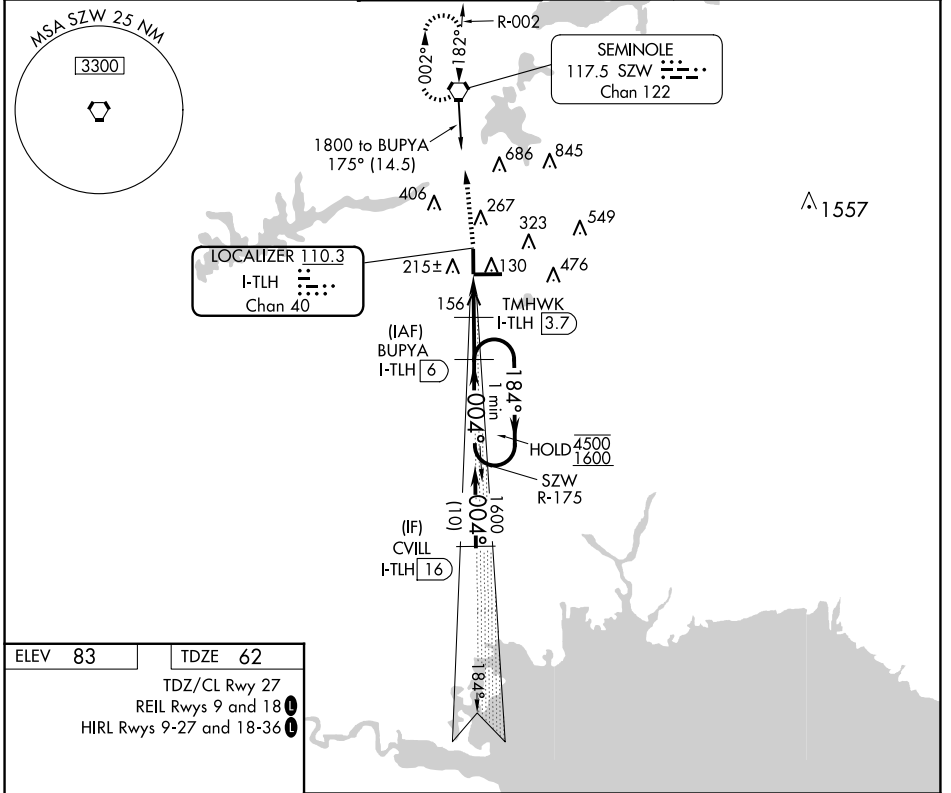 MSA SZW 25 NM
3300
R-002
002°
182°
SEMINOLE
117.5 SZW
Chan 122
1800 to BUPYA
175° (14.5)
686
845
406
267
1557
323
549
LOCALIZER 110.3
I-TLH
Chan 40
215±
130
476
156
TMHWK
I-TLH 3.7
(IAF)
BUPYA
I-TLH 6
184°
1 min
004°
HOLD 4500
1600
SZW
R-175
1600
004°
(10)
(IF)
CVILL
I-TLH 16
184°
ELEV 83
TDZE 62
TDZ/CL Rwy 27
REIL Rwys 9 and 18 L
HIRL Rwys 9-27 and 18-36 L